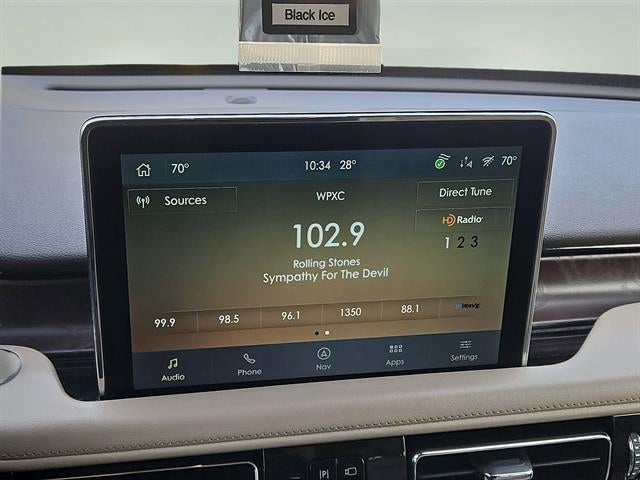 Black Ice
70°
10:34 28°
70°
Sources
WPXC
Direct Tune
102.9
HD Radio
1 2 3
Rolling Stones
Sympathy For The Devil
99.9 98.5 96.1 1350 88.1
Audio
Phone
Nav
Apps
Settings
P